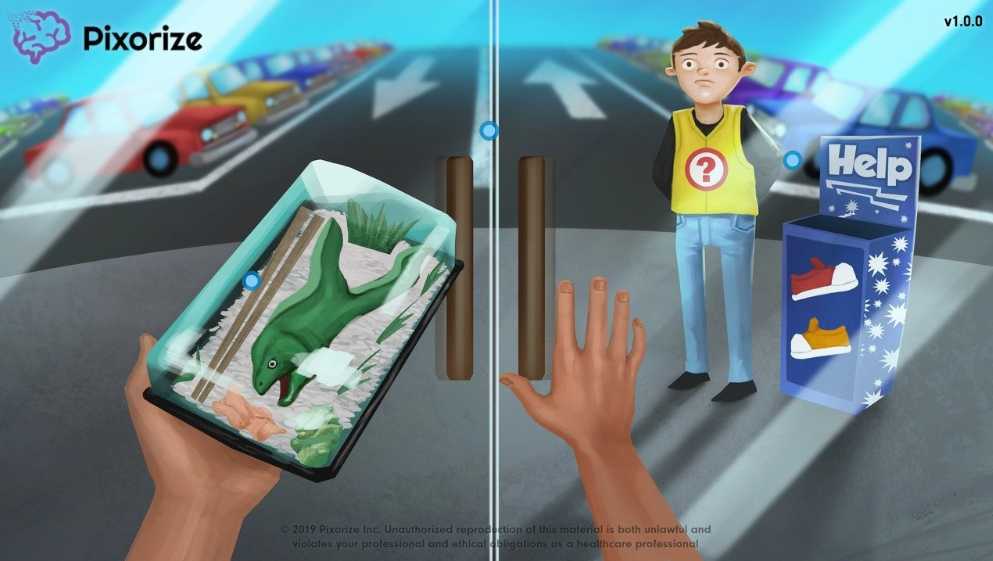 Pixorize
v1.0.0
?
Help
© 2019 Pixorize Inc. Unauthorized reproduction of this material is both unlawful and
violates your professional and ethical obligations as a healthcare professional